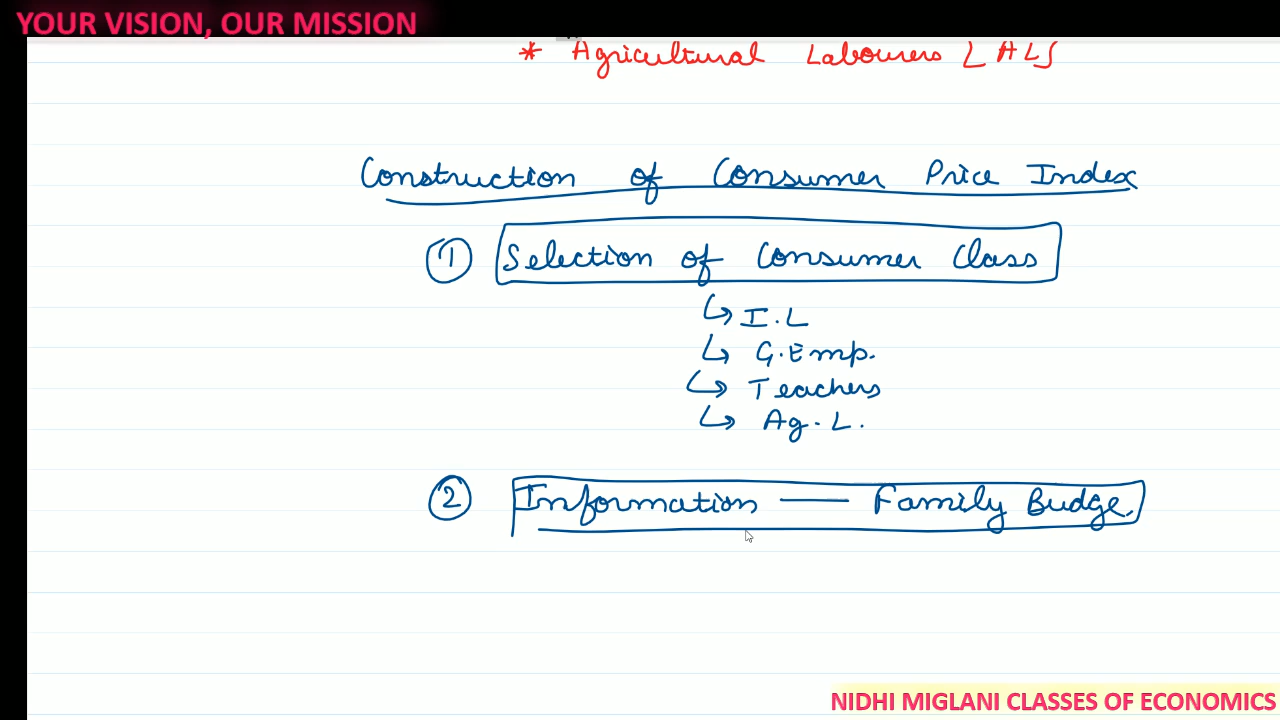 YOUR VISION, OUR MISSION
* Agricultural Labourers [AL]
Construction of Consumer Price Index
① Selection of Consumer Class
↳ I.L
↳ G.Emp.
↳ Teachers
↳ Ag.L.
② Information — Family Budge.
NIDHI MIGLANI CLASSES OF ECONOMICS